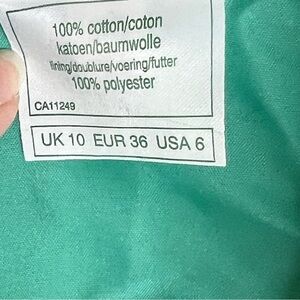 100% cotton/coton
katoen/baumwolle
lining/doublure/voering/futter
100% polyester
CA11249
UK 10 EUR 36 USA 6